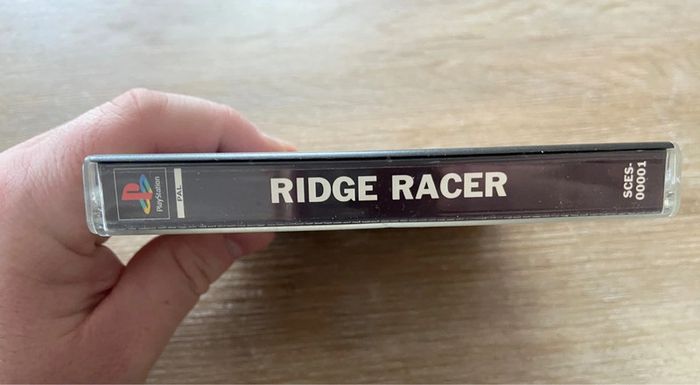 PlayStation
PAL
RIDGE RACER
SCES-
00001